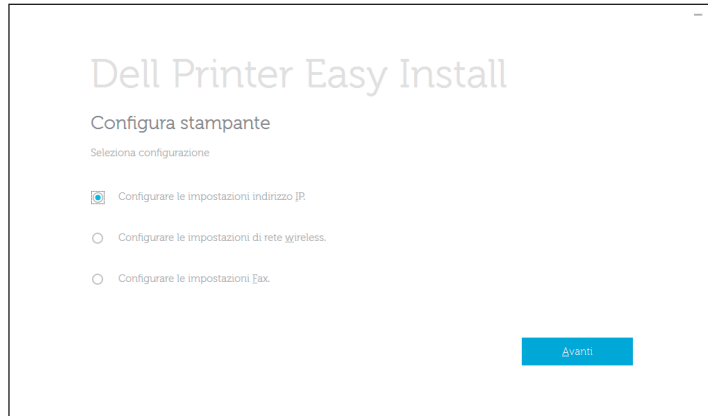 Dell Printer Easy Install
Configura stampante
Seleziona configurazione
Configurare le impostazioni indirizzo IP.
Configurare le impostazioni di rete wireless.
Configurare le impostazioni Fax.
Avanti